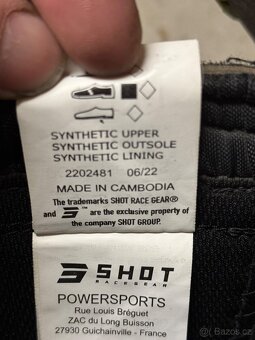 SYNTHETIC UPPER
SYNTHETIC OUTSOLE
SYNTHETIC LINING
2202481 06/22
MADE IN CAMBODIA
The trademarks SHOT RACE GEAR®
and ™ are the exclusive property of
the company SHOT GROUP.
SHOT
RACEGEAR
POWERSPORTS
Rue Louis Bréguet
ZAC du Long Buisson
27930 Guichainville - France
Bazoš.cz